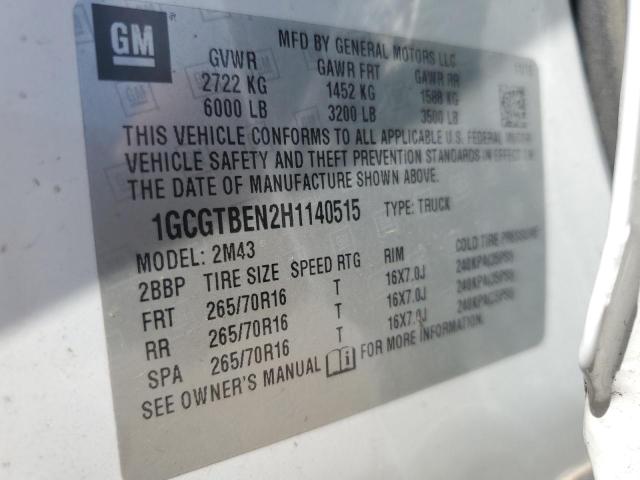 GM
MFD BY GENERAL MOTORS LLC
GVWR GAWR FRT GAWR RR
2722 KG 1452 KG 1588 KG
6000 LB 3200 LB 3500 LB
THIS VEHICLE CONFORMS TO ALL APPLICABLE U.S. FEDERAL MOTOR
VEHICLE SAFETY AND THEFT PREVENTION STANDARDS IN EFFECT ON
THE DATE OF MANUFACTURE SHOWN ABOVE.
1GCGTBEN2H1140515 TYPE: TRUCK
MODEL: 2M43
2BBP TIRE SIZE SPEED RTG RIM
FRT 265/70R16 T 16X7.0J 240KPA(35PSI)
RR 265/70R16 T 16X7.0J 240KPA(35PSI)
SPA 265/70R16 T 16X7.0J 240KPA(35PSI)
SEE OWNER'S MANUAL FOR MORE INFORMATION.